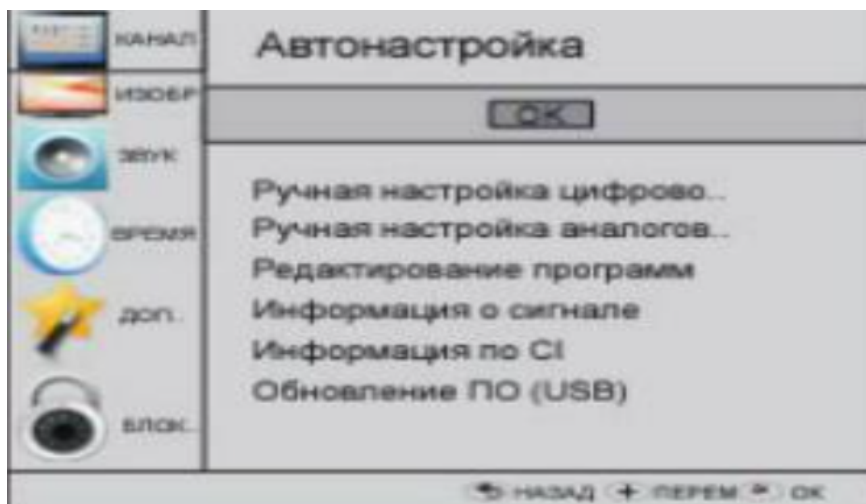 КАНАЛ
ИЗОБР
ЗВУК
ВРЕМЯ
ДОП..
БЛОК..
Автонастройка
OK
Ручная настройка цифрово..
Ручная настройка аналогов..
Редактирование программ
Информация о сигнале
Информация по CI
Обновление ПО (USB)
НАЗАД ПЕРЕМ OK